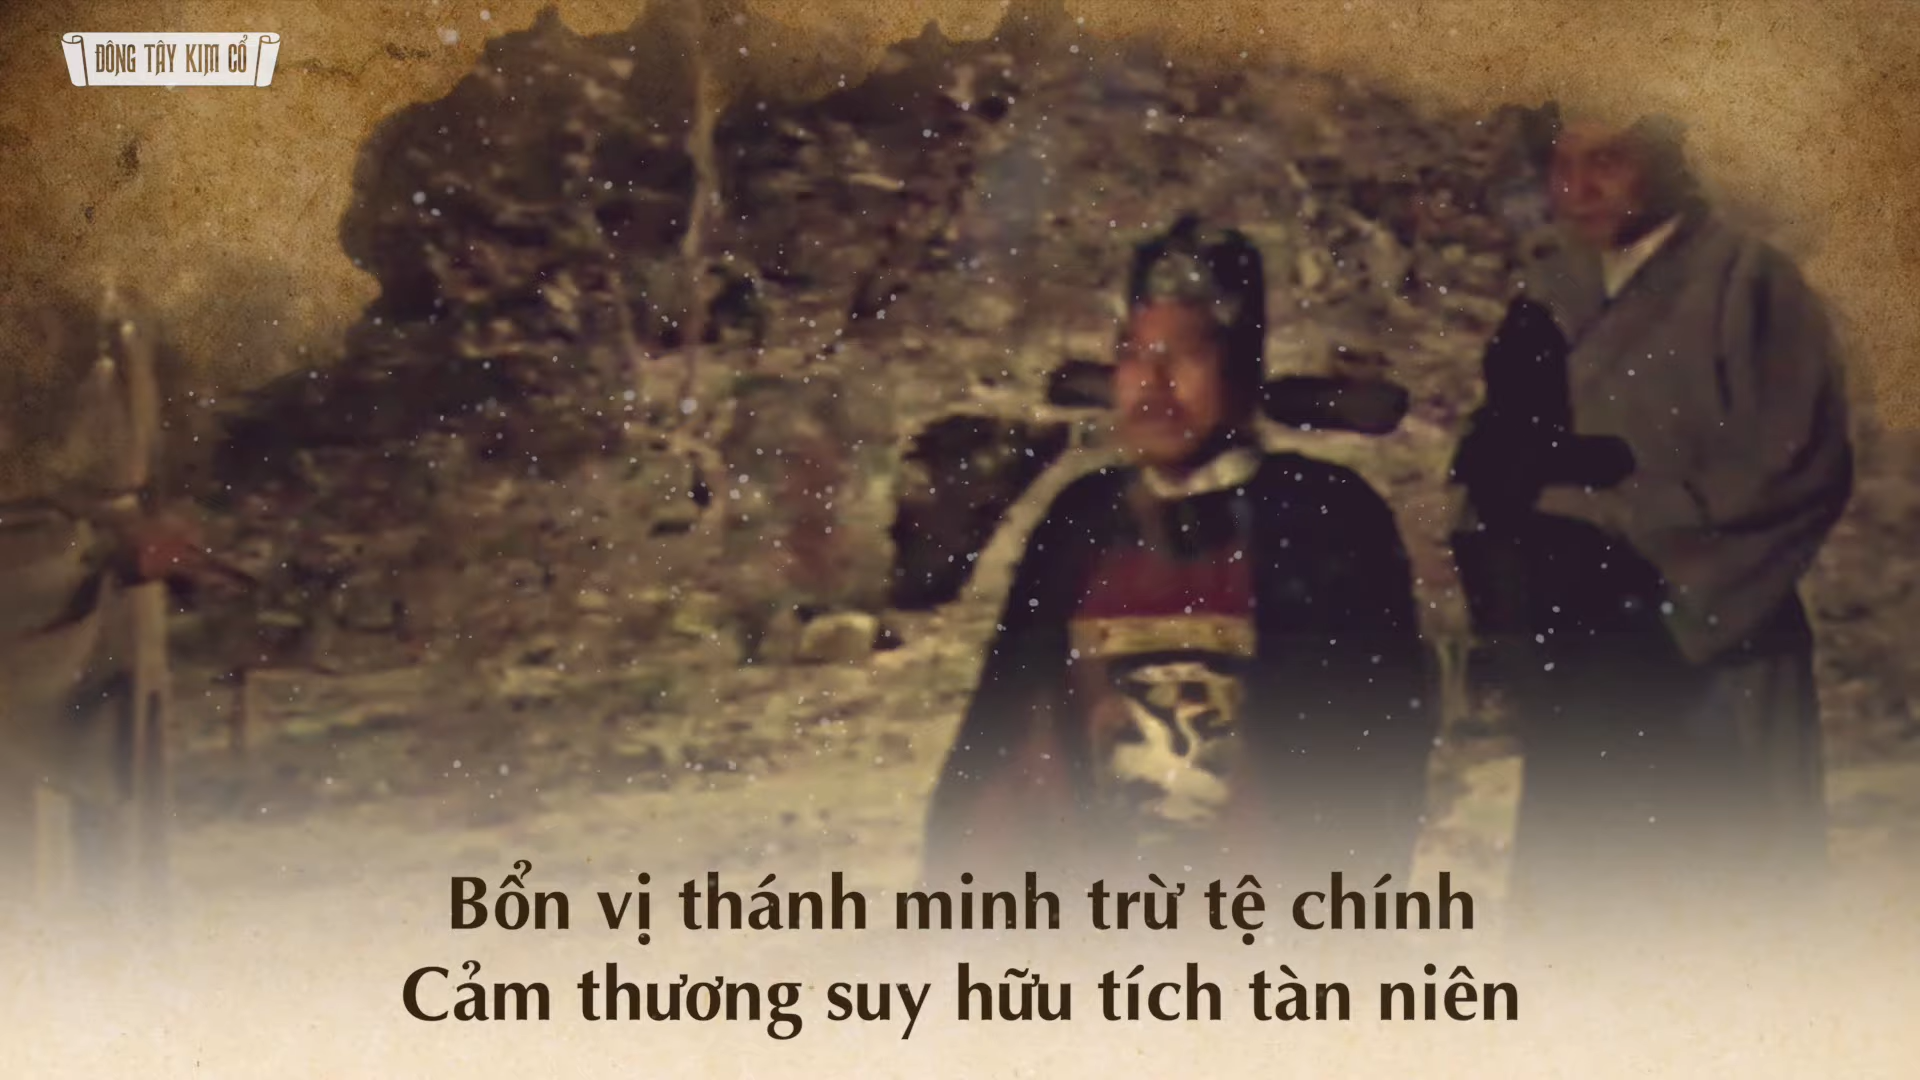 ĐÔNG TÂY KIM CỔ
Bổn vị thánh minh trừ tệ chính
Cảm thương suy hữu tích tàn niên